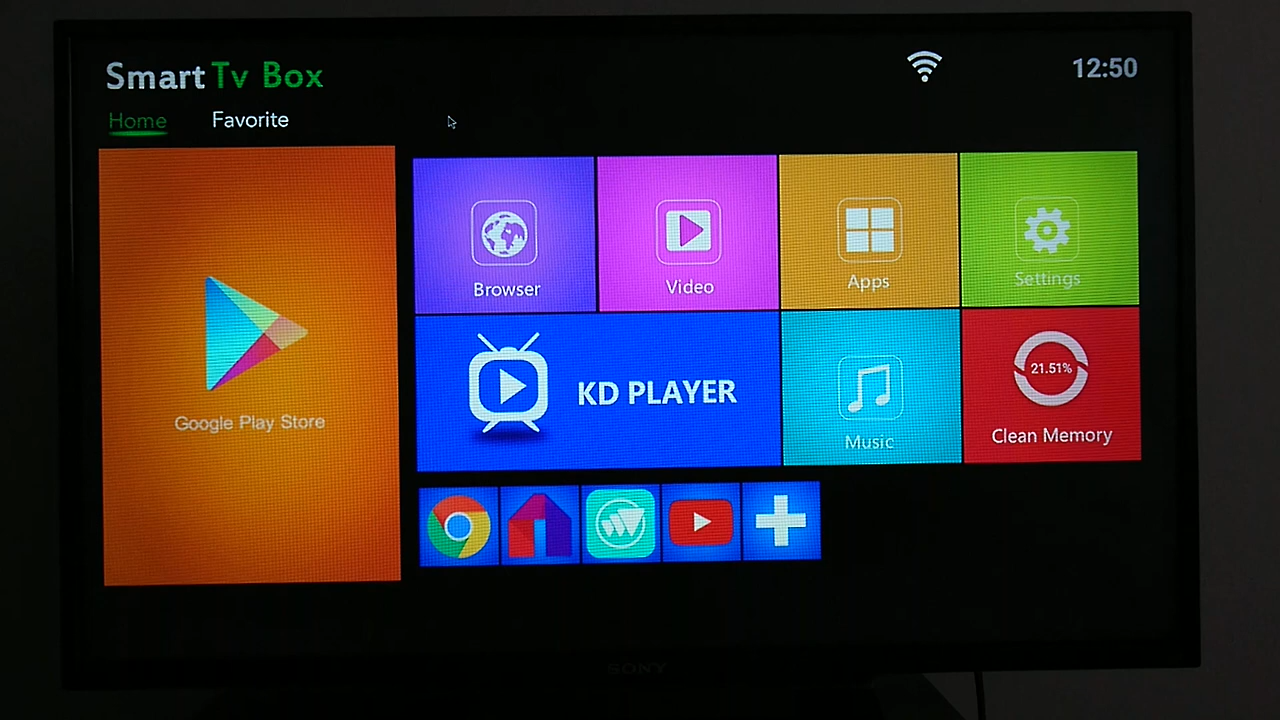 Smart Tv Box
12:50
Home Favorite
Google Play Store
Browser
Video
Apps
Settings
KD PLAYER
Music
21.51%
Clean Memory
SONY